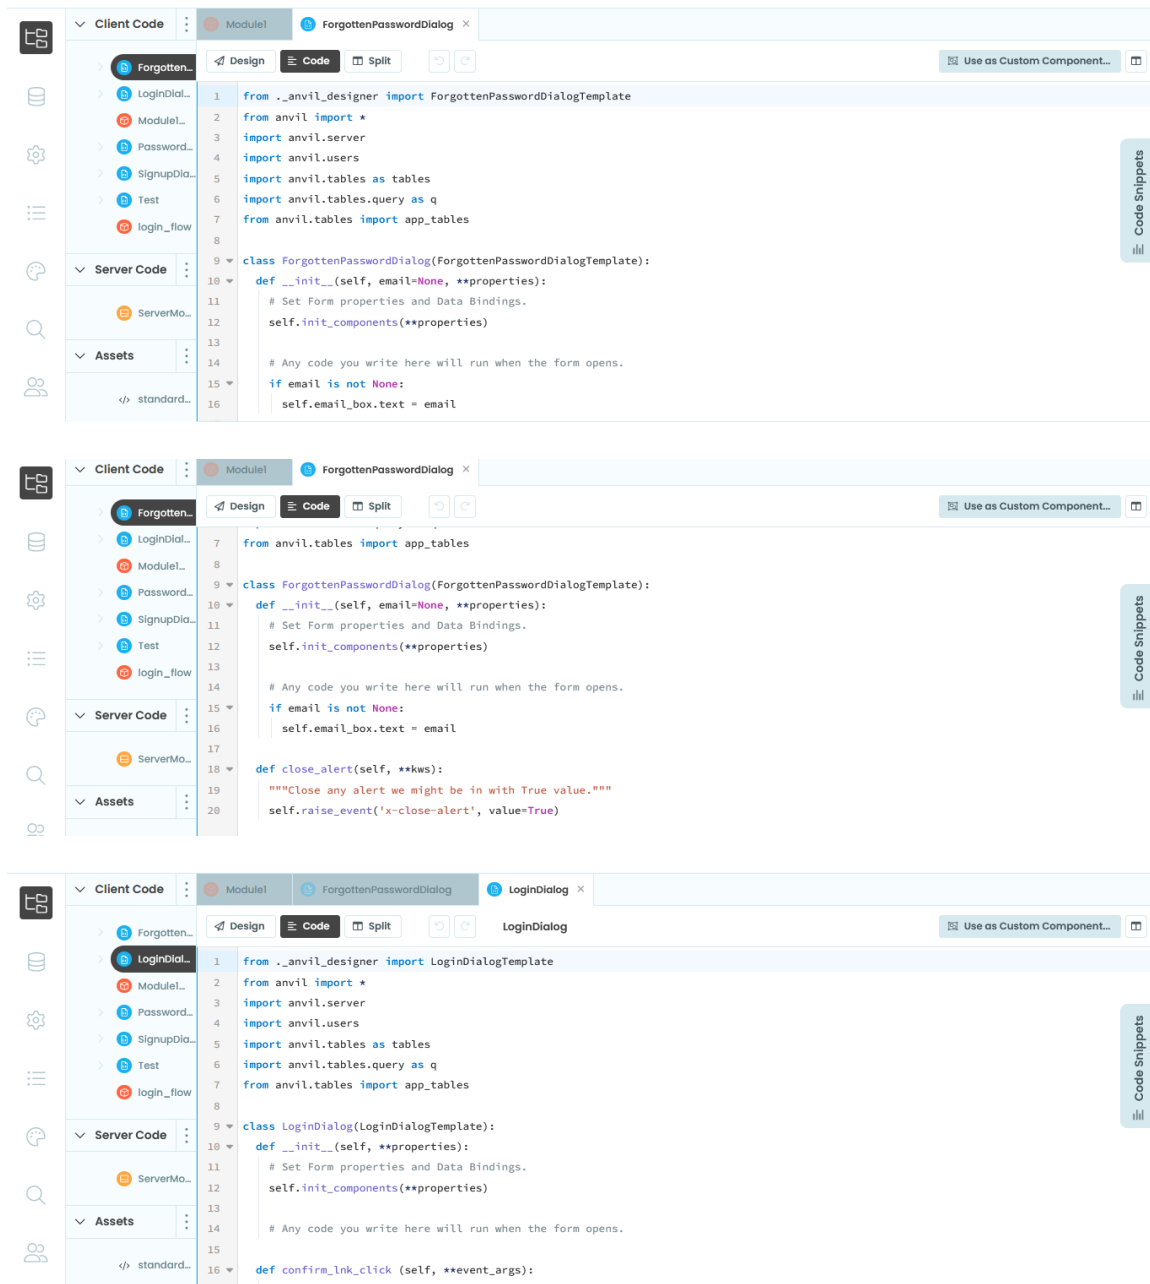 Client Code
Module1
ForgottenPasswordDialog ×
Forgotten...
Design
Code
Split
Use as Custom Component...
LoginDial...
Module1...
Password...
SignupDia...
Test
login_flow
Server Code
ServerMo...
Assets
</> standard...
Code Snippets
1 from ._anvil_designer import ForgottenPasswordDialogTemplate
2 from anvil import *
3 import anvil.server
4 import anvil.users
5 import anvil.tables as tables
6 import anvil.tables.query as q
7 from anvil.tables import app_tables
8
9 class ForgottenPasswordDialog(ForgottenPasswordDialogTemplate):
10 def __init__(self, email=None, **properties):
11 # Set Form properties and Data Bindings.
12 self.init_components(**properties)
13
14 # Any code you write here will run when the form opens.
15 if email is not None:
16 self.email_box.text = email
Client Code
Module1
ForgottenPasswordDialog ×
Forgotten...
Design
Code
Split
Use as Custom Component...
LoginDial...
Module1...
Password...
SignupDia...
Test
login_flow
Server Code
ServerMo...
Assets
Code Snippets
7 from anvil.tables import app_tables
8
9 class ForgottenPasswordDialog(ForgottenPasswordDialogTemplate):
10 def __init__(self, email=None, **properties):
11 # Set Form properties and Data Bindings.
12 self.init_components(**properties)
13
14 # Any code you write here will run when the form opens.
15 if email is not None:
16 self.email_box.text = email
17
18 def close_alert(self, **kws):
19 """Close any alert we might be in with True value."""
20 self.raise_event('x-close-alert', value=True)
Client Code
Module1
ForgottenPasswordDialog
LoginDialog ×
Forgotten...
Design
Code
Split
LoginDialog
Use as Custom Component...
LoginDial...
Module1...
Password...
SignupDia...
Test
login_flow
Server Code
ServerMo...
Assets
</> standard...
Code Snippets
1 from ._anvil_designer import LoginDialogTemplate
2 from anvil import *
3 import anvil.server
4 import anvil.users
5 import anvil.tables as tables
6 import anvil.tables.query as q
7 from anvil.tables import app_tables
8
9 class LoginDialog(LoginDialogTemplate):
10 def __init__(self, **properties):
11 # Set Form properties and Data Bindings.
12 self.init_components(**properties)
13
14 # Any code you write here will run when the form opens.
15
16 def confirm_lnk_click (self, **event_args):